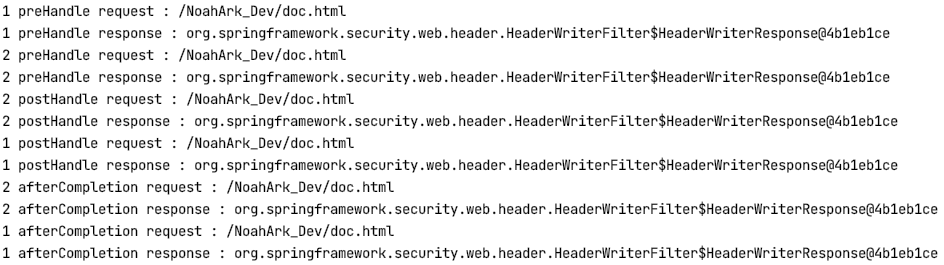 1 preHandle request : /NoahArk_Dev/doc.html
1 preHandle response : org.springframework.security.web.header.HeaderWriterFilter$HeaderWriterResponse@4b1eb1ce
2 preHandle request : /NoahArk_Dev/doc.html
2 preHandle response : org.springframework.security.web.header.HeaderWriterFilter$HeaderWriterResponse@4b1eb1ce
2 postHandle request : /NoahArk_Dev/doc.html
2 postHandle response : org.springframework.security.web.header.HeaderWriterFilter$HeaderWriterResponse@4b1eb1ce
1 postHandle request : /NoahArk_Dev/doc.html
1 postHandle response : org.springframework.security.web.header.HeaderWriterFilter$HeaderWriterResponse@4b1eb1ce
2 afterCompletion request : /NoahArk_Dev/doc.html
2 afterCompletion response : org.springframework.security.web.header.HeaderWriterFilter$HeaderWriterResponse@4b1eb1ce
1 afterCompletion request : /NoahArk_Dev/doc.html
1 afterCompletion response : org.springframework.security.web.header.HeaderWriterFilter$HeaderWriterResponse@4b1eb1ce